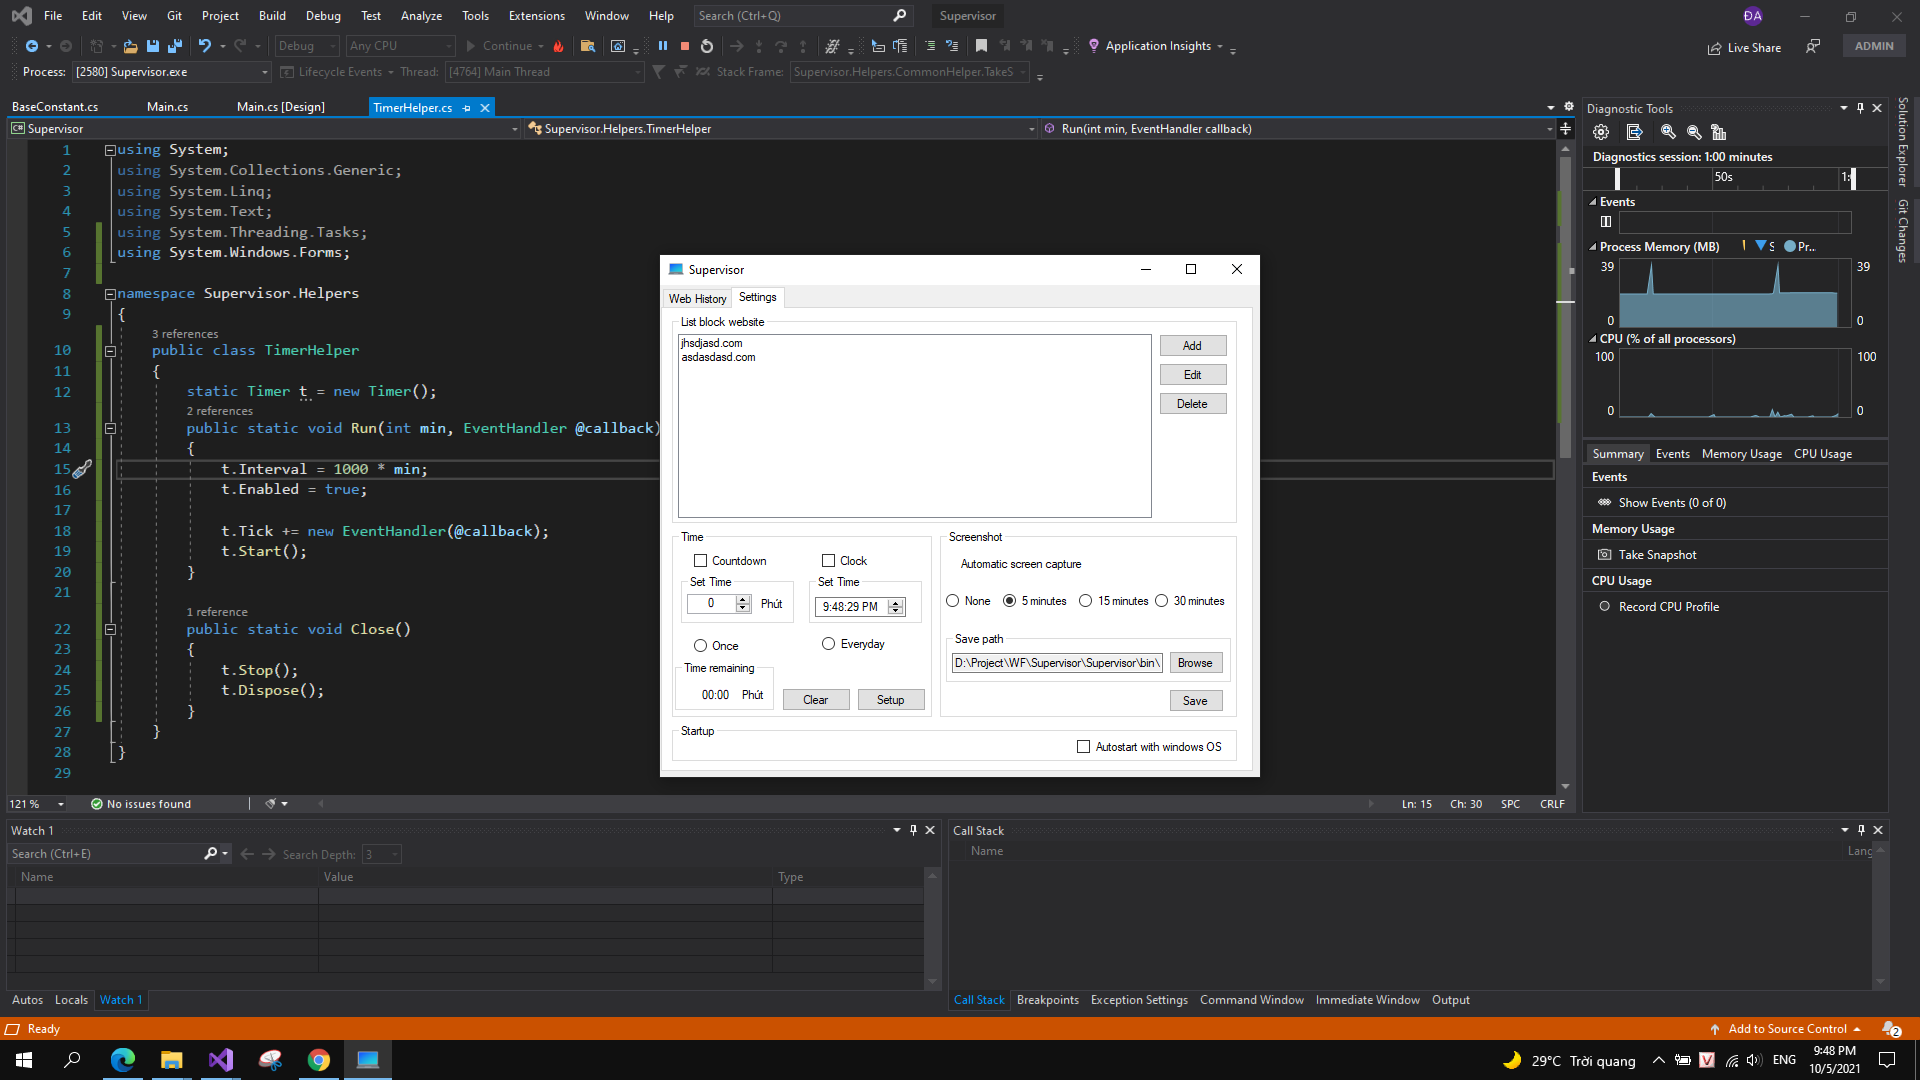 File Edit View Git Project Build Debug Test Analyze Tools Extensions Window Help Search (Ctrl+Q) Supervisor ĐA
Debug Any CPU Continue Application Insights Live Share ADMIN
Process: [2580] Supervisor.exe Lifecycle Events Thread: [4764] Main Thread Stack Frame: Supervisor.Helpers.CommonHelper.TakeS
BaseConstant.cs Main.cs Main.cs [Design] TimerHelper.cs
C# Supervisor Supervisor.Helpers.TimerHelper Run(int min, EventHandler callback)
1 using System;
2 using System.Collections.Generic;
3 using System.Linq;
4 using System.Text;
5 using System.Threading.Tasks;
6 using System.Windows.Forms;
7
8 namespace Supervisor.Helpers
9 {
3 references
10 public class TimerHelper
11 {
12 static Timer t = new Timer();
2 references
13 public static void Run(int min, EventHandler @callback)
14 {
15 t.Interval = 1000 * min;
16 t.Enabled = true;
17
18 t.Tick += new EventHandler(@callback);
19 t.Start();
20 }
21
1 reference
22 public static void Close()
23 {
24 t.Stop();
25 t.Dispose();
26 }
27 }
28 }
29
121 % No issues found Ln: 15 Ch: 30 SPC CRLF
Supervisor
Web History Settings
List block website
jhsdjasd.com
asdasdasd.com
Add
Edit
Delete
Time
Countdown Clock
Set Time Set Time
0 Phút 9:48:29 PM
Once Everyday
Time remaining
00:00 Phút Clear Setup
Screenshot
Automatic screen capture
None 5 minutes 15 minutes 30 minutes
Save path
D:\Project\WF\Supervisor\Supervisor\bin\ Browse
Save
Startup
Autostart with windows OS
Diagnostic Tools
Diagnostics session: 1:00 minutes
50s
Events
Process Memory (MB) S Pr...
39 39
0 0
CPU (% of all processors)
100 100
0 0
Summary Events Memory Usage CPU Usage
Events
Show Events (0 of 0)
Memory Usage
Take Snapshot
CPU Usage
Record CPU Profile
Solution Explorer
Git Changes
Watch 1
Search (Ctrl+E) Search Depth: 3
Name Value Type
Autos Locals Watch 1
Call Stack
Name Lang
Call Stack Breakpoints Exception Settings Command Window Immediate Window Output
Ready Add to Source Control 2
29°C Trời quang V ENG 9:48 PM
10/5/2021